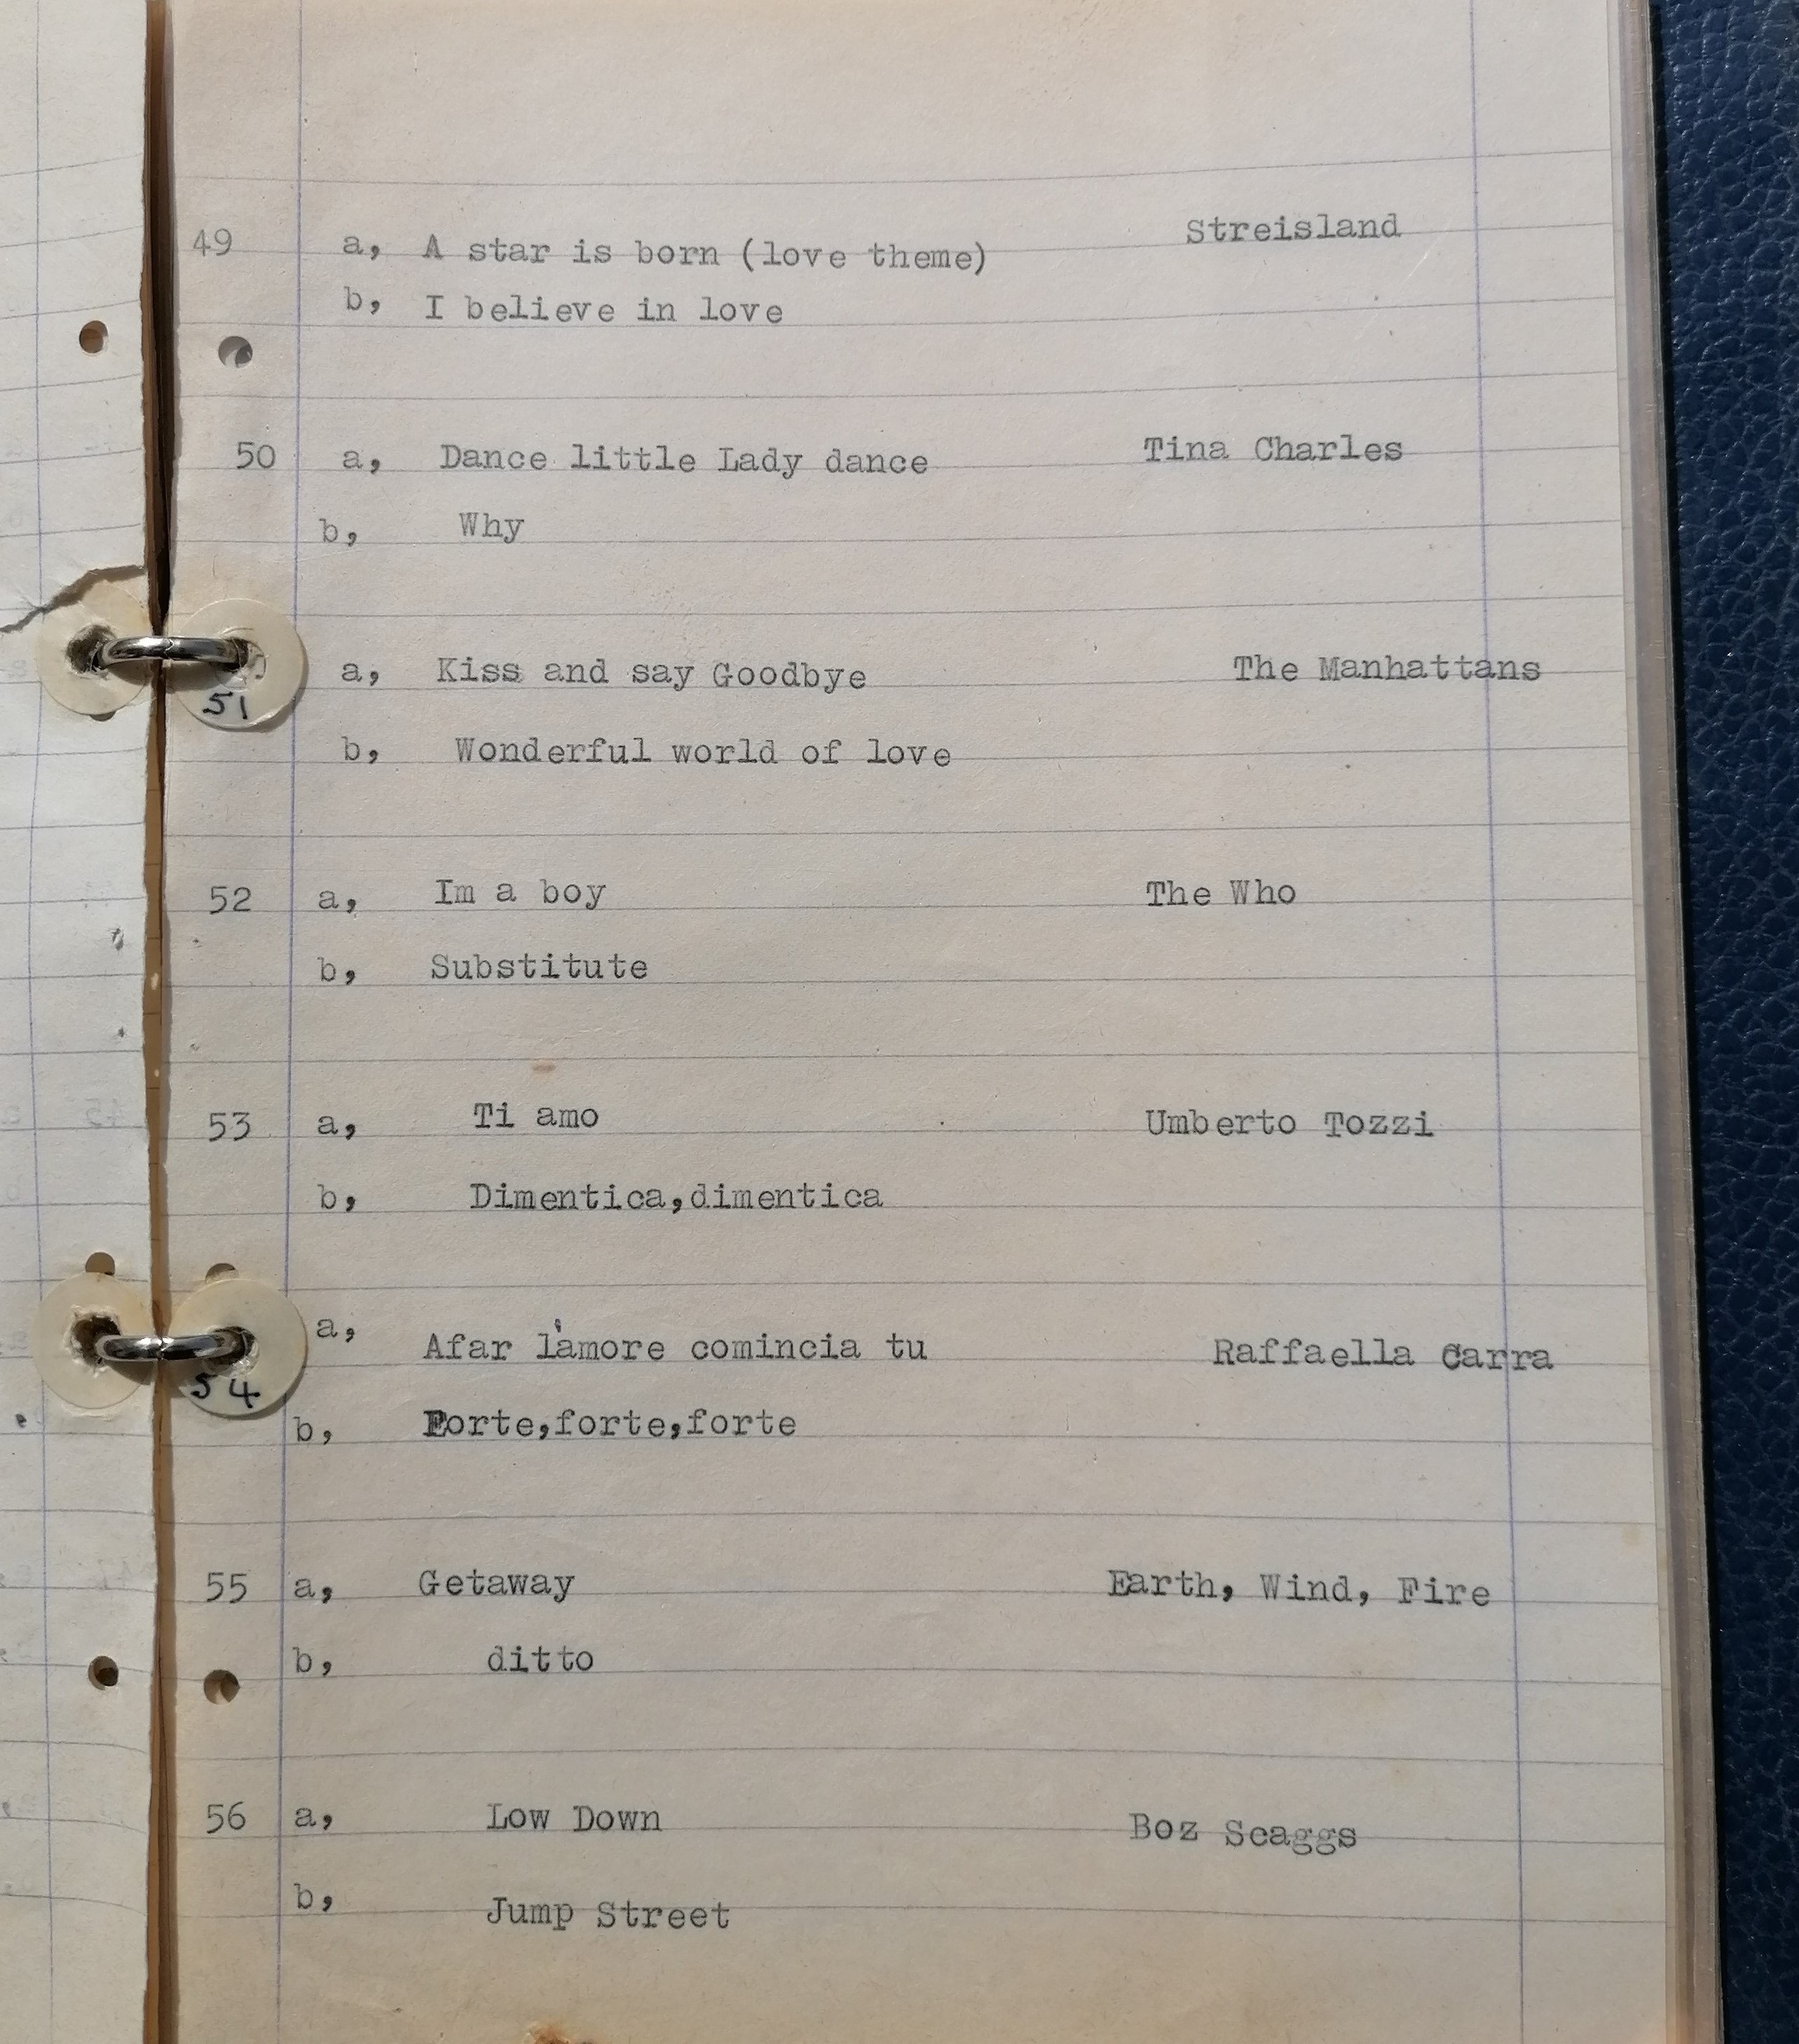 49 a, A star is born (love theme) Streisland
b, I believe in love
50 a, Dance little Lady dance Tina Charles
b, Why
51 a, Kiss and say Goodbye The Manhattans
b, Wonderful world of love
52 a, Im a boy The Who
b, Substitute
53 a, Ti amo Umberto Tozzi
b, Dimentica,dimentica
54 a, Afar l'amore comincia tu Raffaella Carra
b, Forte,forte,forte
55 a, Getaway Earth, Wind, Fire
b, ditto
56 a, Low Down Boz Scaggs
b, Jump Street